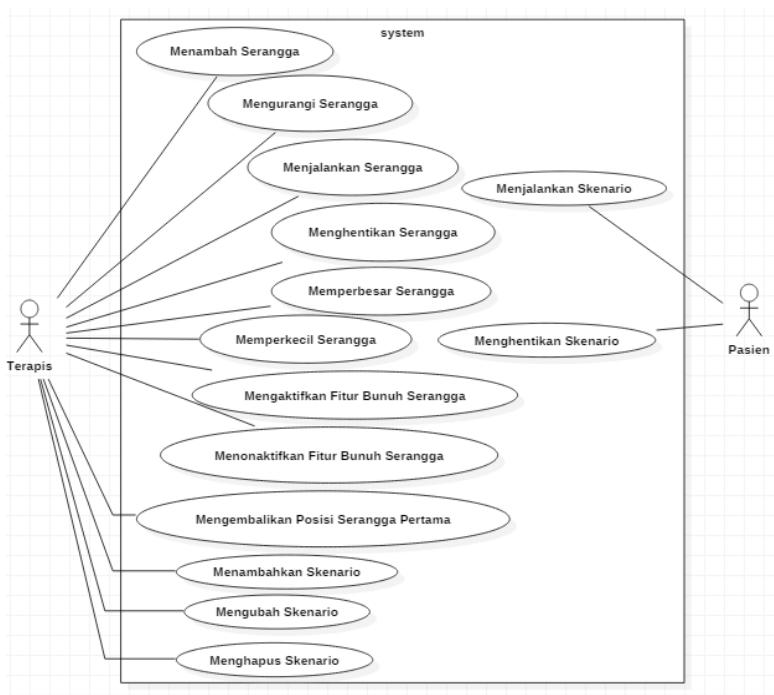 system
Menambah Serangga
Mengurangi Serangga
Menjalankan Serangga
Menjalankan Skenario
Menghentikan Serangga
Memperbesar Serangga
Memperkecil Serangga
Menghentikan Skenario
Pasien
Terapis
Mengaktifkan Fitur Bunuh Serangga
Menonaktifkan Fitur Bunuh Serangga
Mengembalikan Posisi Serangga Pertama
Menambahkan Skenario
Mengubah Skenario
Menghapus Skenario